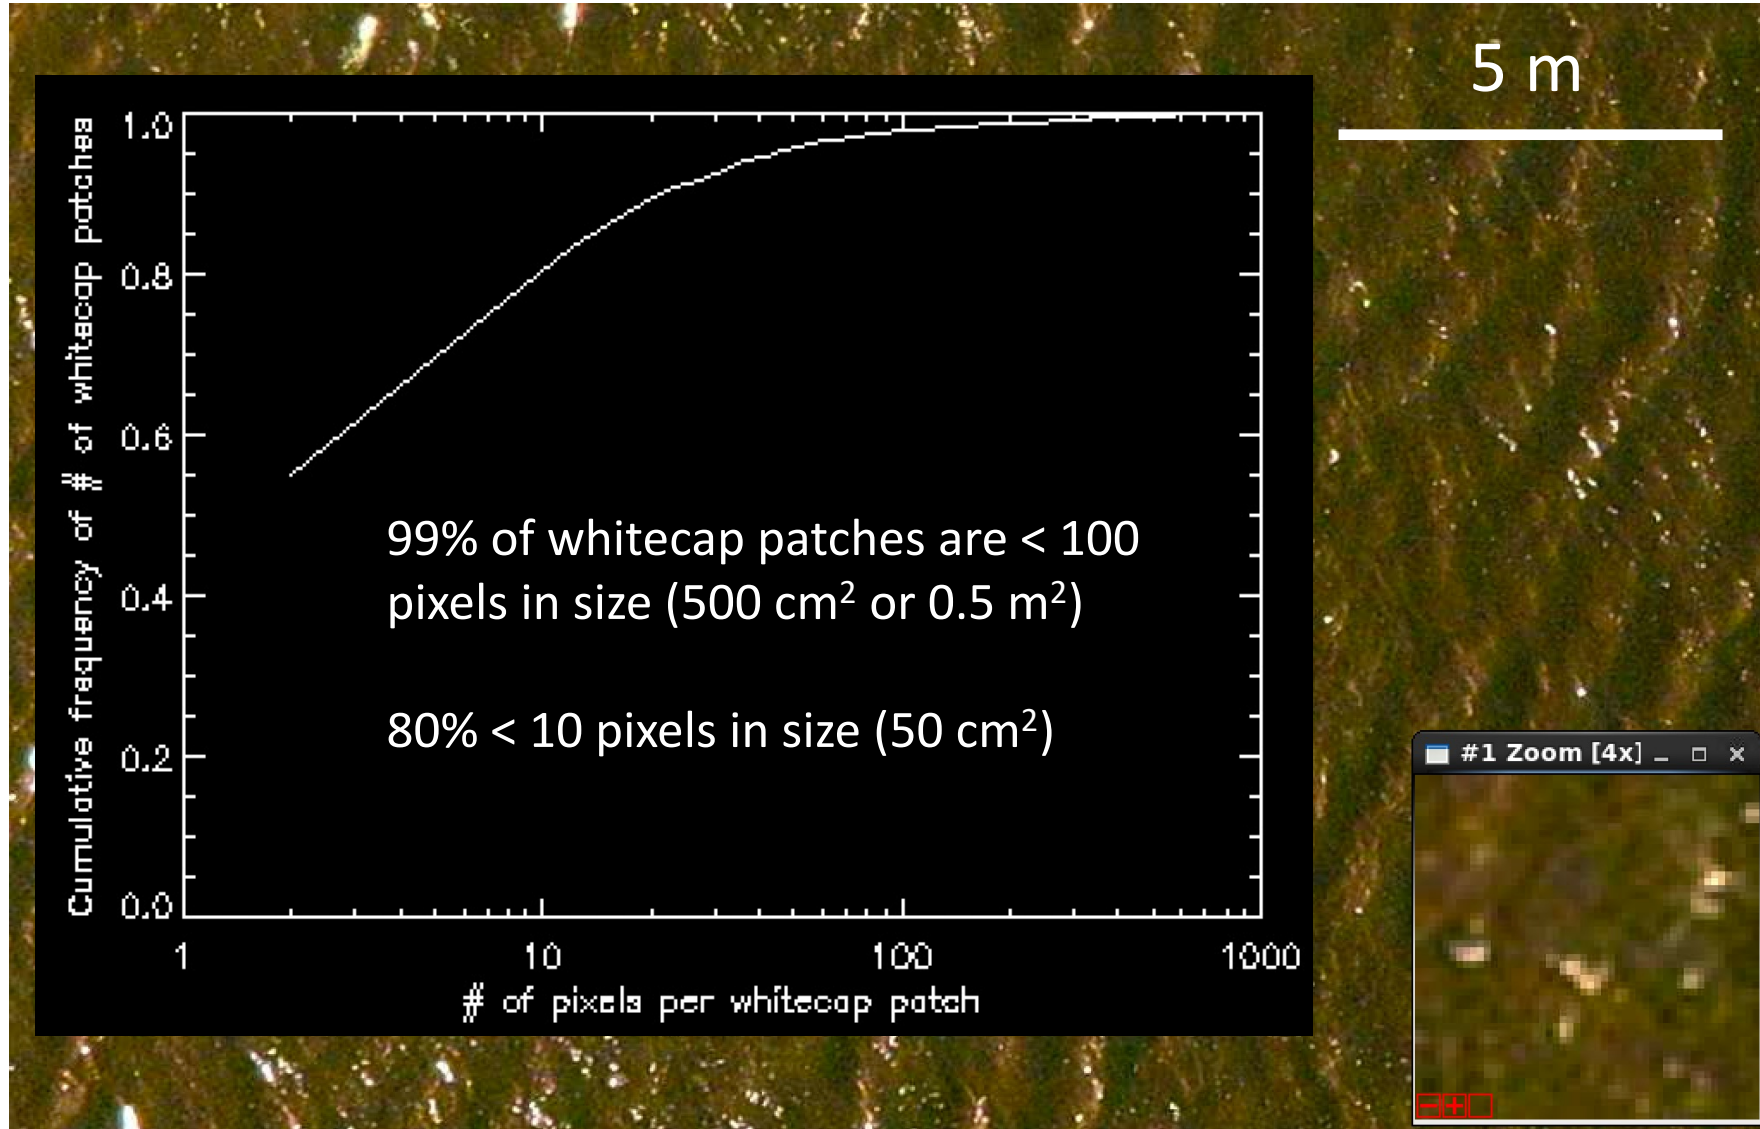 5 m
Cumulative frequency of # of whitecap patches
1.0
0.8
0.6
0.4
0.2
0.0
99% of whitecap patches are < 100
pixels in size (500 cm² or 0.5 m²)
80% < 10 pixels in size (50 cm²)
1 10 100 1000
# of pixels per whitecap patch
#1 Zoom [4x]